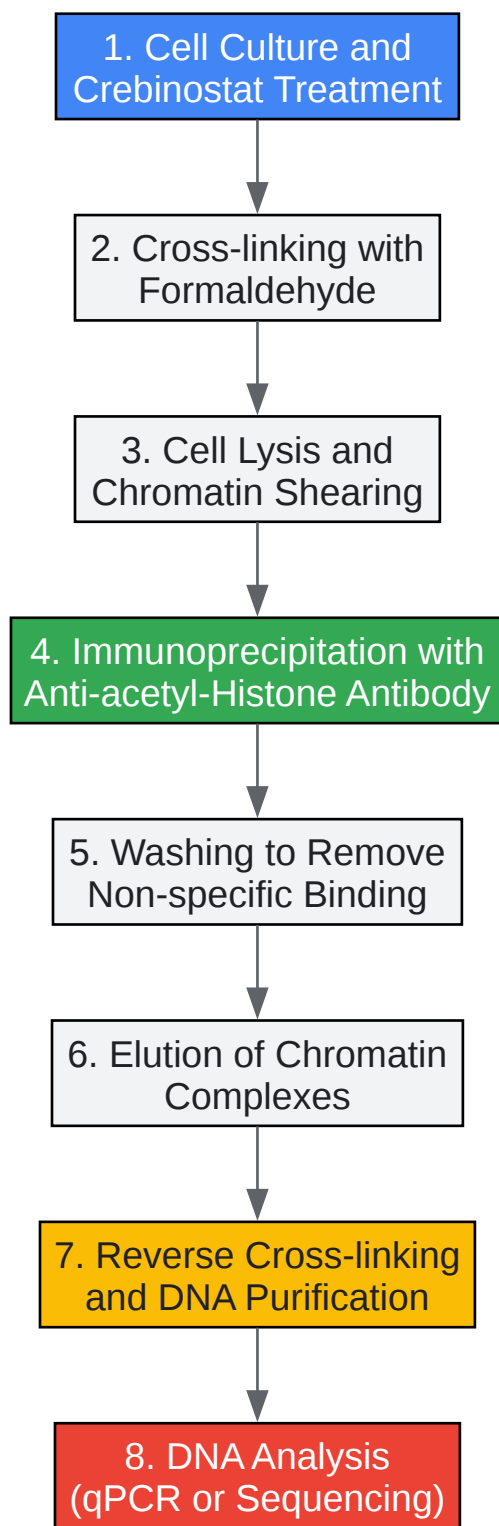 1. Cell Culture and
Crebinostat Treatment
2. Cross-linking with
Formaldehyde
3. Cell Lysis and
Chromatin Shearing
4. Immunoprecipitation with
Anti-acetyl-Histone Antibody
5. Washing to Remove
Non-specific Binding
6. Elution of Chromatin
Complexes
7. Reverse Cross-linking
and DNA Purification
8. DNA Analysis
(qPCR or Sequencing)